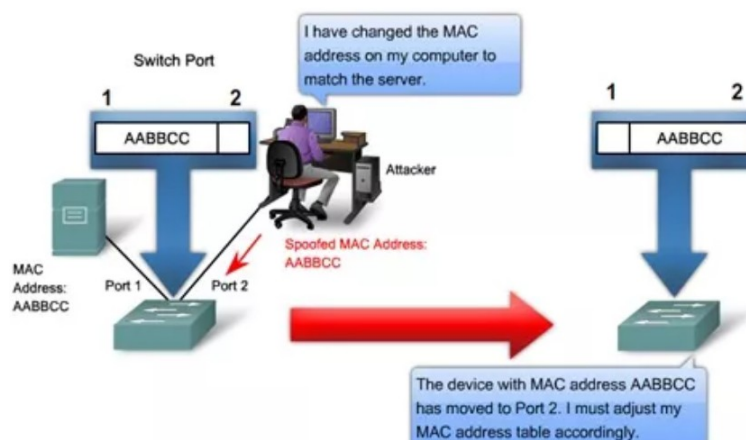 I have changed the MAC
address on my computer to
match the server.
Switch Port
1 2
AABBCC
Attacker
Spoofed MAC Address:
AABBCC
MAC
Address:
AABBCC
Port 1
Port 2
1 2
AABBCC
The device with MAC address AABBCC
has moved to Port 2. I must adjust my
MAC address table accordingly.